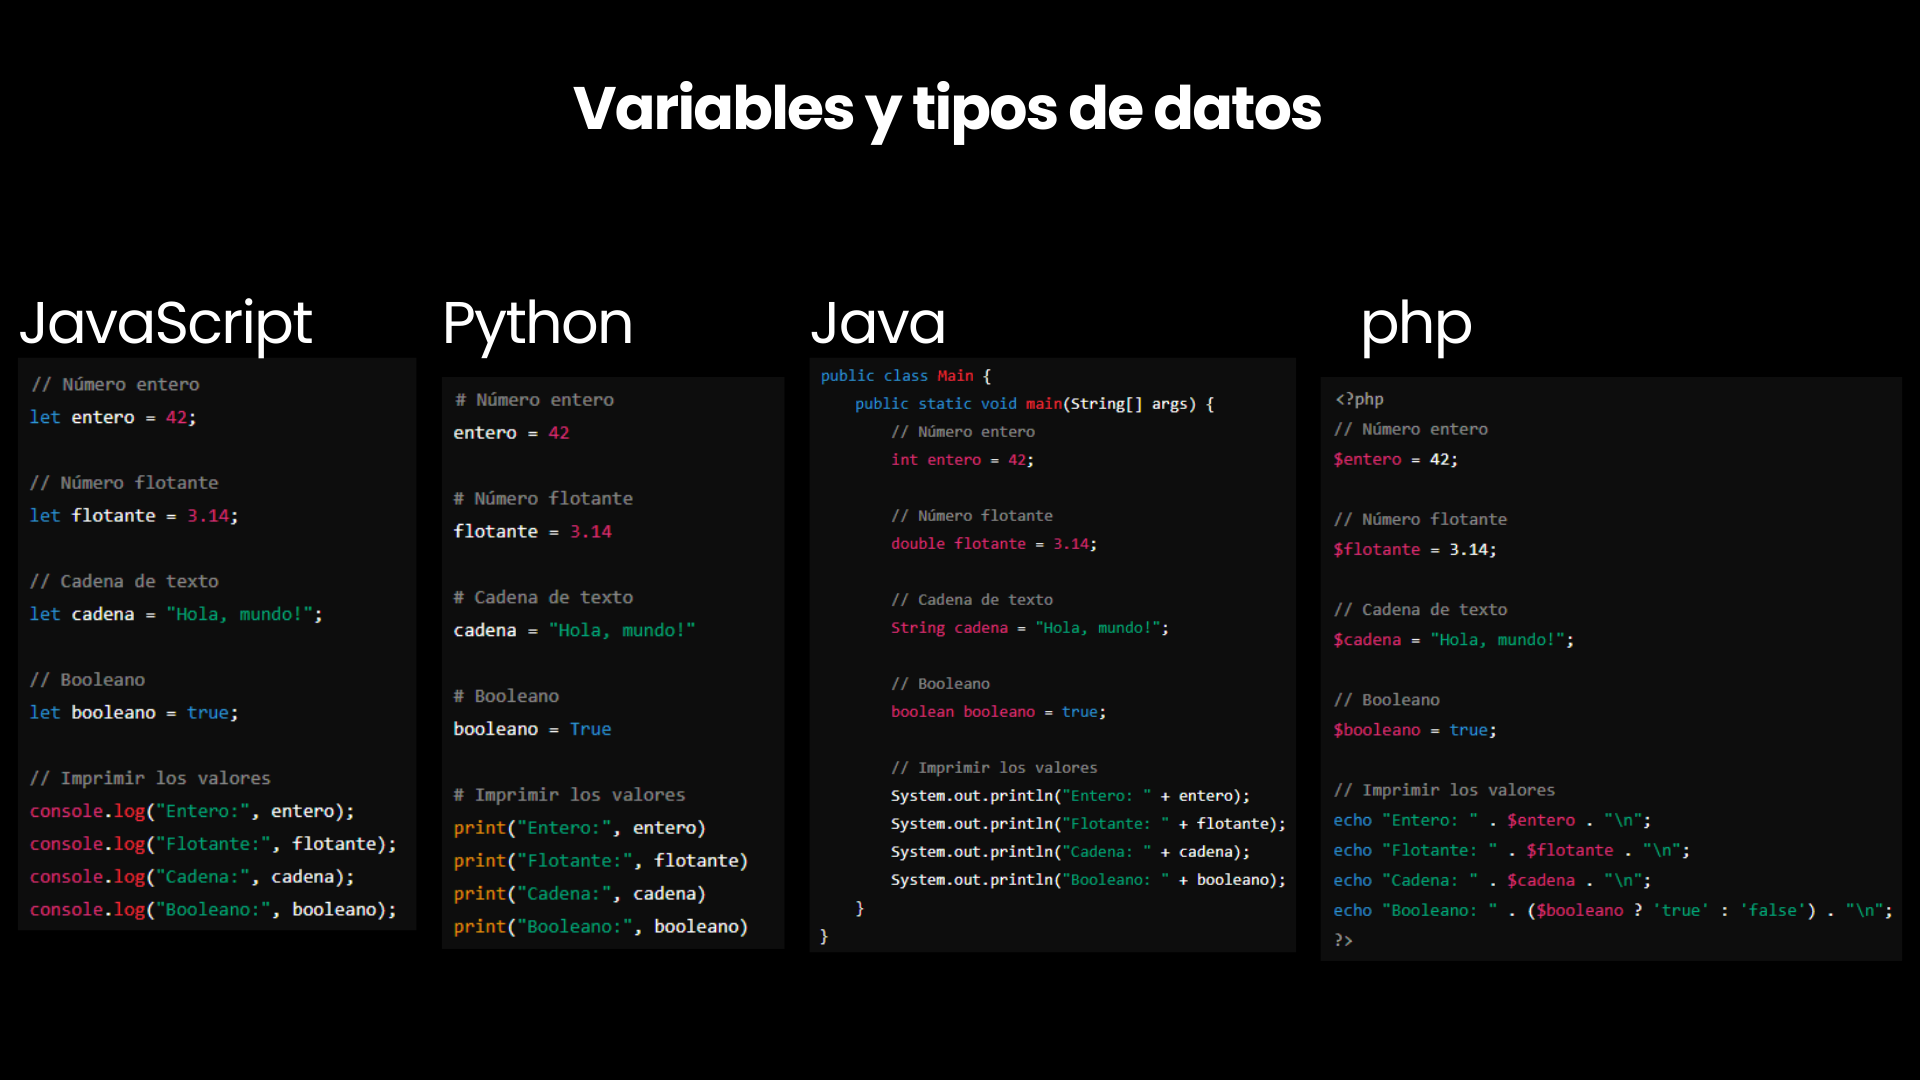 Variables y tipos de datos
JavaScript
// Número entero
let entero = 42;
// Número flotante
let flotante = 3.14;
// Cadena de texto
let cadena = "Hola, mundo!";
// Booleano
let booleano = true;
// Imprimir los valores
console.log("Entero:", entero);
console.log("Flotante:", flotante);
console.log("Cadena:", cadena);
console.log("Booleano:", booleano);
Python
# Número entero
entero = 42
# Número flotante
flotante = 3.14
# Cadena de texto
cadena = "Hola, mundo!"
# Booleano
booleano = True
# Imprimir los valores
print("Entero:", entero)
print("Flotante:", flotante)
print("Cadena:", cadena)
print("Booleano:", booleano)
Java
public class Main {
    public static void main(String[] args) {
        // Número entero
        int entero = 42;
        // Número flotante
        double flotante = 3.14;
        // Cadena de texto
        String cadena = "Hola, mundo!";
        // Booleano
        boolean booleano = true;
        // Imprimir los valores
        System.out.println("Entero: " + entero);
        System.out.println("Flotante: " + flotante);
        System.out.println("Cadena: " + cadena);
        System.out.println("Booleano: " + booleano);
    }
}
php
<?php
// Número entero
$entero = 42;
// Número flotante
$flotante = 3.14;
// Cadena de texto
$cadena = "Hola, mundo!";
// Booleano
$booleano = true;
// Imprimir los valores
echo "Entero: " . $entero . "\n";
echo "Flotante: " . $flotante . "\n";
echo "Cadena: " . $cadena . "\n";
echo "Booleano: " . ($booleano ? 'true' : 'false') . "\n";
?>